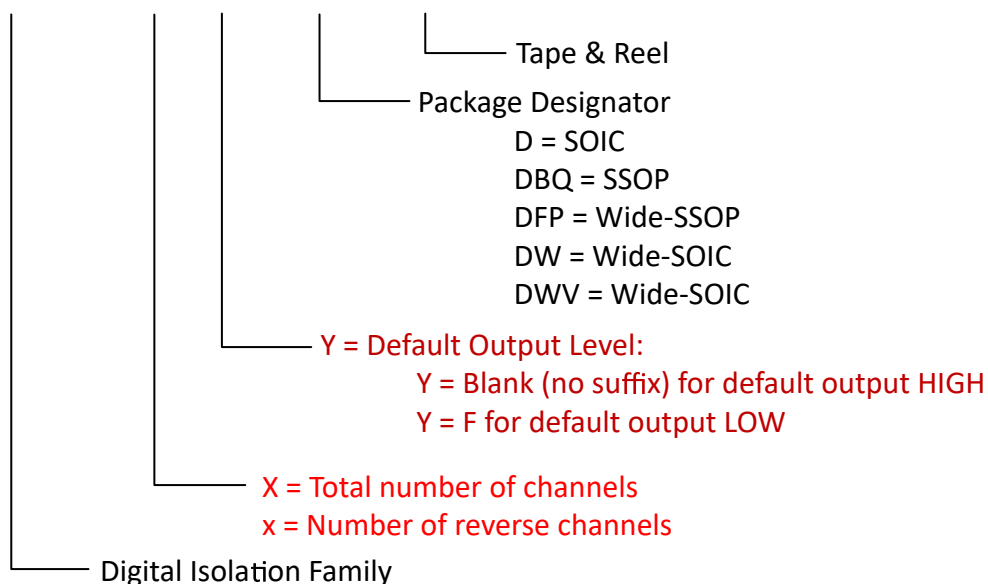 Tape & Reel
Package Designator
D = SOIC
DBQ = SSOP
DFP = Wide-SSOP
DW = Wide-SOIC
DWV = Wide-SOIC
Y = Default Output Level:
Y = Blank (no suffix) for default output HIGH
Y = F for default output LOW
X = Total number of channels
x = Number of reverse channels
Digital Isolation Family